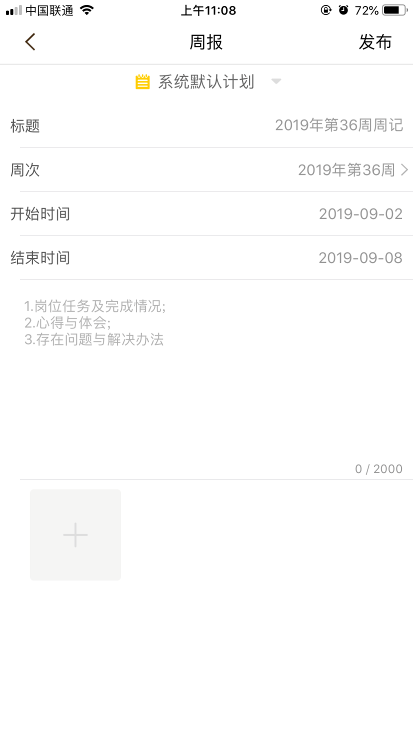 中国联通 上午11:08 72%
周报 发布
系统默认计划
标题 2019年第36周周记
周次 2019年第36周
开始时间 2019-09-02
结束时间 2019-09-08
1.岗位任务及完成情况;
2.心得与体会;
3.存在问题与解决办法
0 / 2000